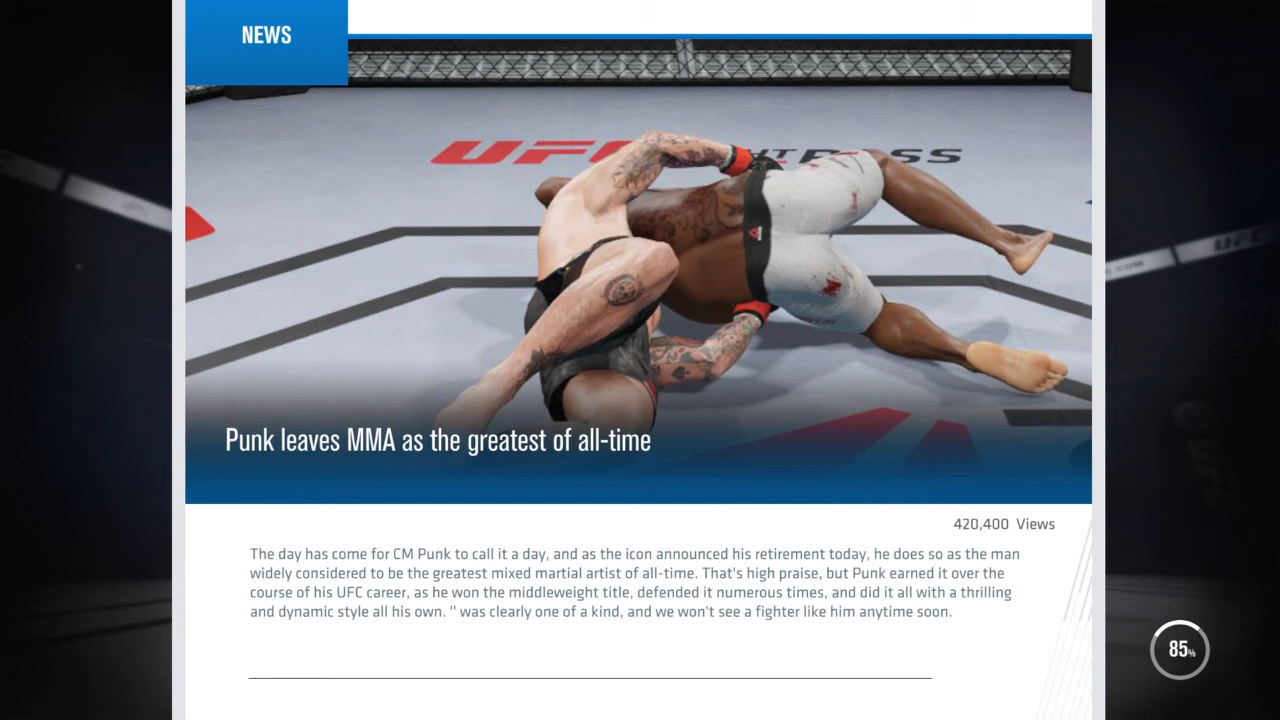 NEWS
UFC
SS
Punk leaves MMA as the greatest of all-time
420,400 Views
The day has come for CM Punk to call it a day, and as the icon announced his retirement today, he does so as the man
widely considered to be the greatest mixed martial artist of all-time. That's high praise, but Punk earned it over the
course of his UFC career, as he won the middleweight title, defended it numerous times, and did it all with a thrilling
and dynamic style all his own. '' was clearly one of a kind, and we won't see a fighter like him anytime soon.
UFC
.COM
85%